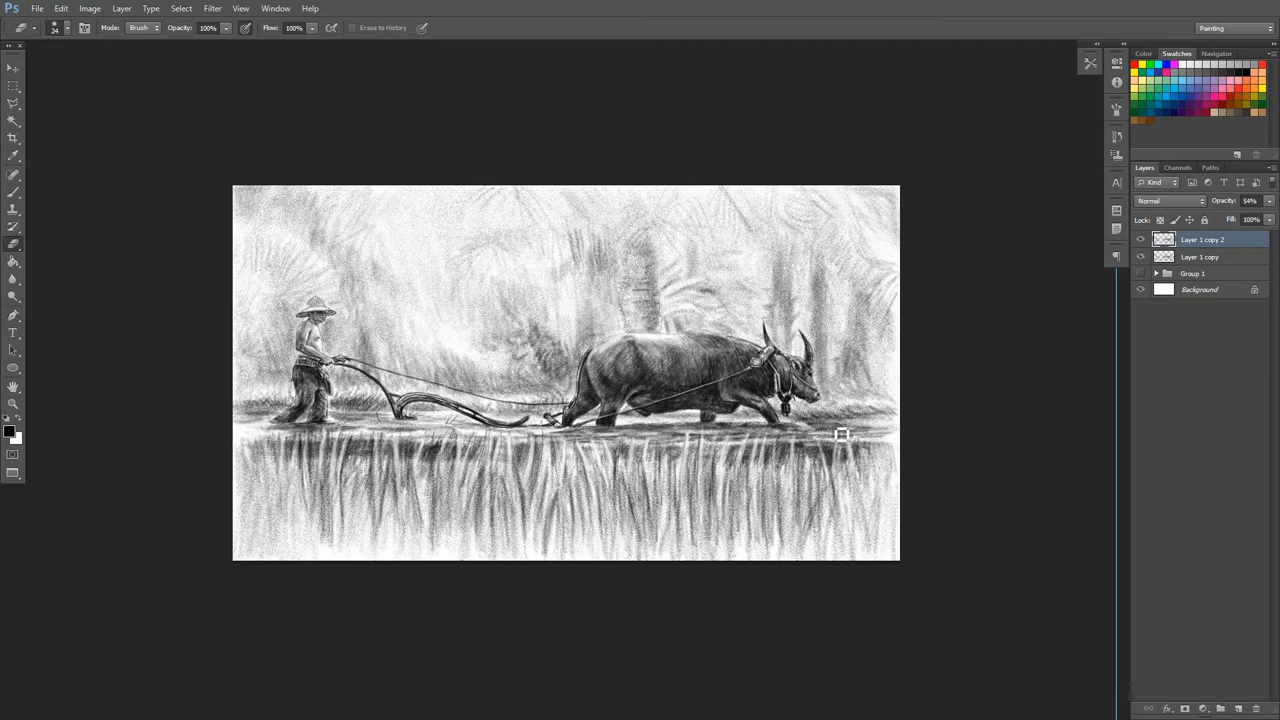 Ps File Edit Image Layer Type Select Filter View Window Help
24 Mode: Brush Opacity: 100% Flow: 100% Erase to History Painting
Color Swatches Navigator
Layers Channels Paths
Kind T
Normal Opacity: 54%
Lock: Fill: 100%
Layer 1 copy 2
Layer 1 copy
Group 1
Background
fx